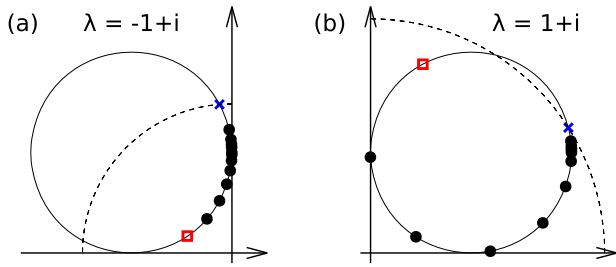 (a) λ = -1+i
(b) λ = 1+i